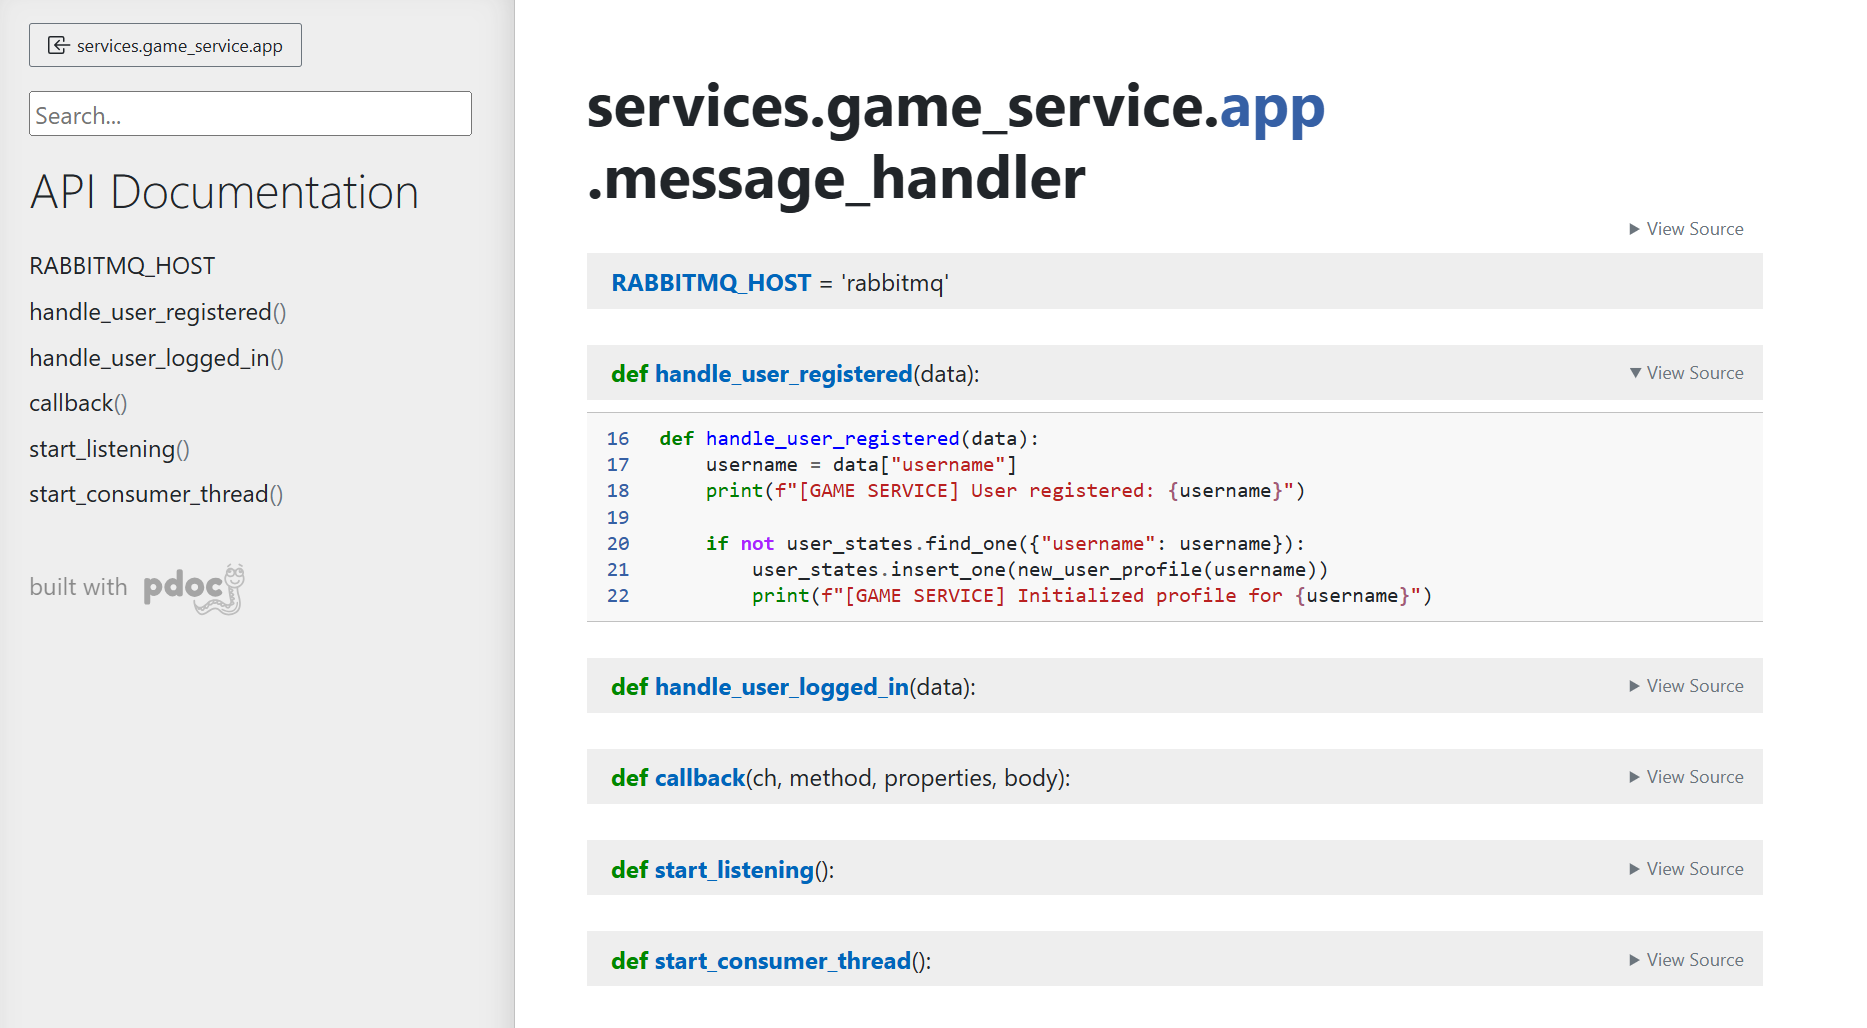 services.game_service.app
Search...
API Documentation
RABBITMQ_HOST
handle_user_registered()
handle_user_logged_in()
callback()
start_listening()
start_consumer_thread()
built with pdoc
services.game_service.app
.message_handler
View Source
RABBITMQ_HOST = 'rabbitmq'
def handle_user_registered(data):
View Source
16 def handle_user_registered(data):
17     username = data["username"]
18     print(f"[GAME SERVICE] User registered: {username}")
19
20     if not user_states.find_one({"username": username}):
21         user_states.insert_one(new_user_profile(username))
22         print(f"[GAME SERVICE] Initialized profile for {username}")
def handle_user_logged_in(data):
View Source
def callback(ch, method, properties, body):
View Source
def start_listening():
View Source
def start_consumer_thread():
View Source